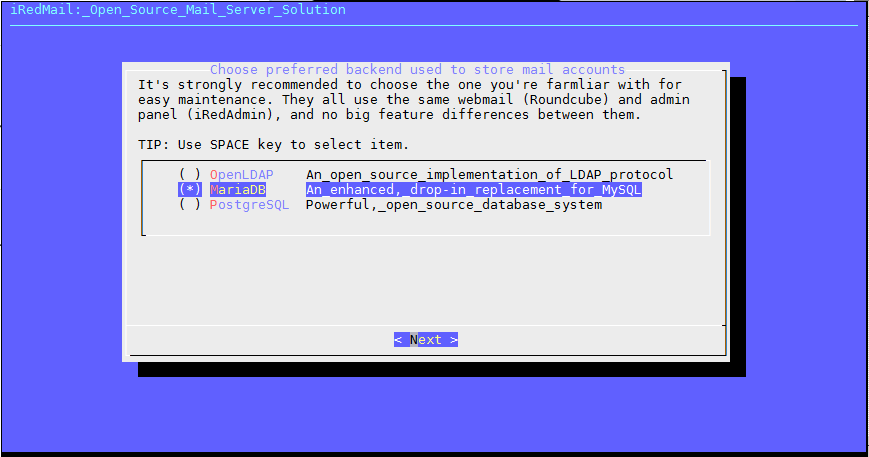 iRedMail:_Open_Source_Mail_Server_Solution
Choose preferred backend used to store mail accounts
It's strongly recommended to choose the one you're farmliar with for
easy maintenance. They all use the same webmail (Roundcube) and admin
panel (iRedAdmin), and no big feature differences between them.
TIP: Use SPACE key to select item.
( ) OpenLDAP An_open_source_implementation_of_LDAP_protocol
(*) MariaDB An_enhanced,_drop-in_replacement_for_MySQL
( ) PostgreSQL Powerful,_open_source_database_system
< Next >